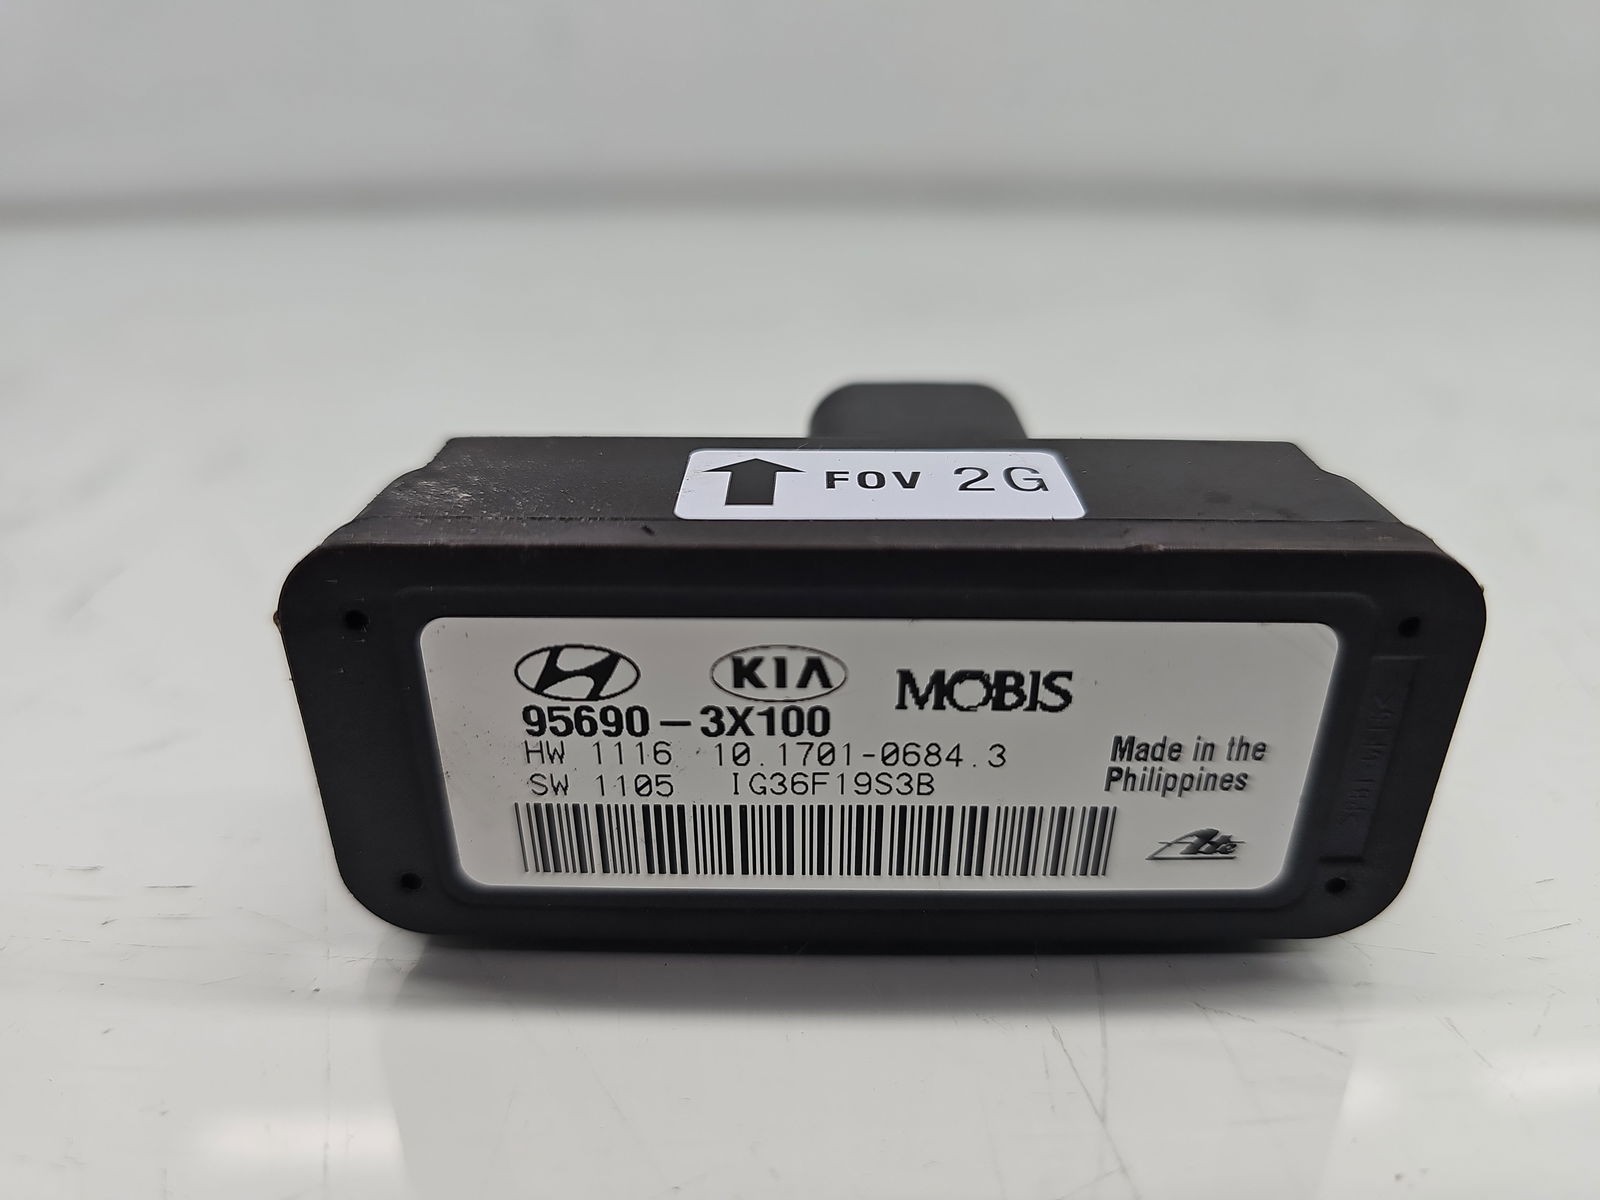 FOV 2G
KIA MOBIS
95690-3X100
HW 1116 10.1701-0684.3
SW 1105 IG36F19S3B
Made in the
Philippines
Ate